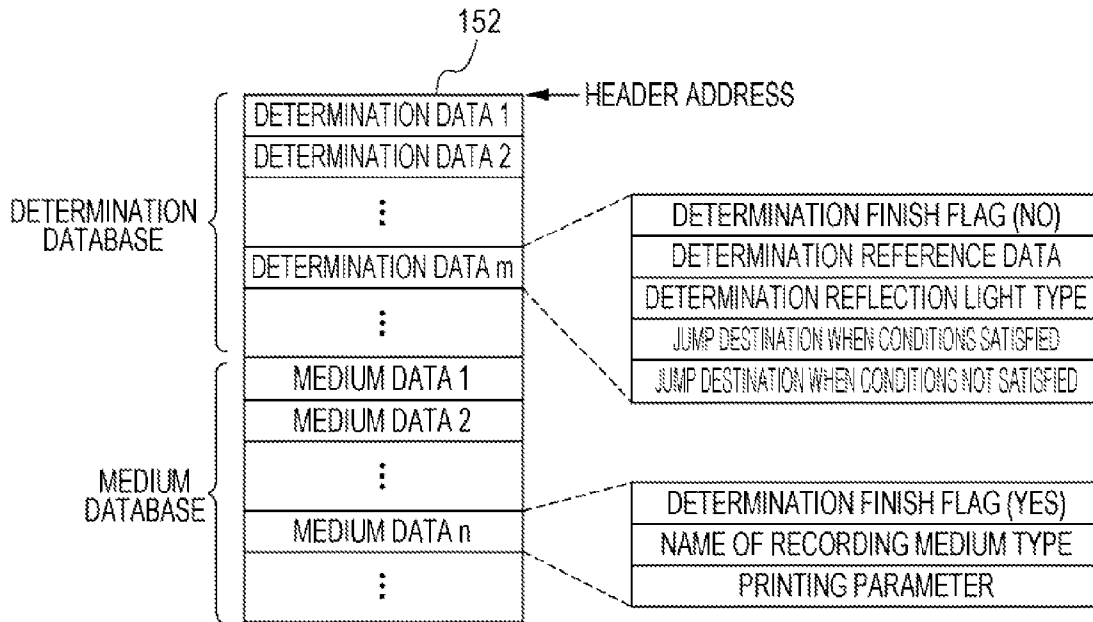 152
HEADER ADDRESS
DETERMINATION DATA 1
DETERMINATION DATA 2
⋮
DETERMINATION DATA m
⋮
DETERMINATION
DATABASE
DETERMINATION FINISH FLAG (NO)
DETERMINATION REFERENCE DATA
DETERMINATION REFLECTION LIGHT TYPE
JUMP DESTINATION WHEN CONDITIONS SATISFIED
JUMP DESTINATION WHEN CONDITIONS NOT SATISFIED
MEDIUM DATA 1
MEDIUM DATA 2
⋮
MEDIUM DATA n
⋮
MEDIUM
DATABASE
DETERMINATION FINISH FLAG (YES)
NAME OF RECORDING MEDIUM TYPE
PRINTING PARAMETER